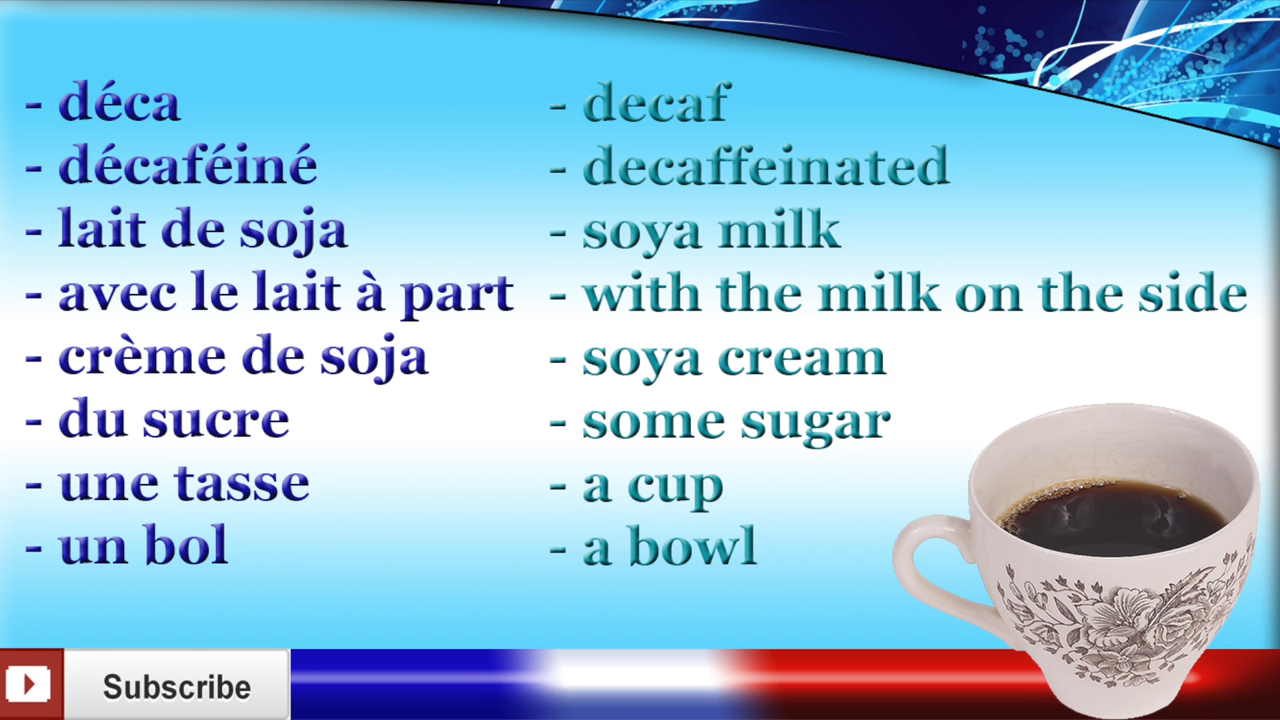 - déca - decaf
- décaféiné - decaffeinated
- lait de soja - soya milk
- avec le lait à part - with the milk on the side
- crème de soja - soya cream
- du sucre - some sugar
- une tasse - a cup
- un bol - a bowl
Subscribe